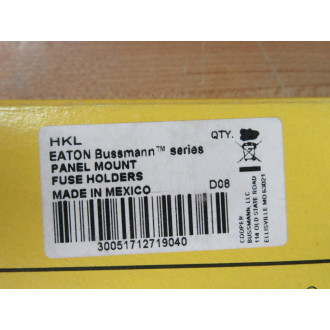 HKL
EATON Bussmann™ series
PANEL MOUNT
FUSE HOLDERS
MADE IN MEXICO
D08
30051712719040
QTY.
COOPER
BUSSMANN, LLC
114 OLD STATE ROAD
ELLISVILLE MO 63021